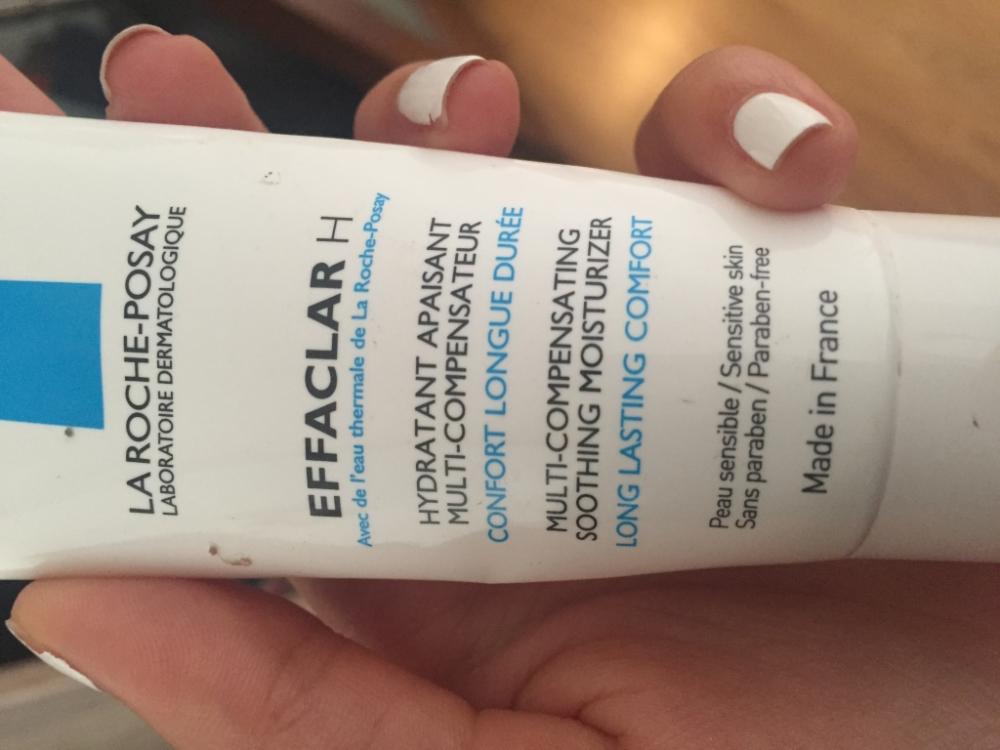 LA ROCHE-POSAY
LABORATOIRE DERMATOLOGIQUE
EFFACLAR H
Avec de l'eau thermale de La Roche-Posay
HYDRATANT APAISANT
MULTI-COMPENSATEUR
CONFORT LONGUE DURÉE
MULTI-COMPENSATING
SOOTHING MOISTURIZER
LONG LASTING COMFORT
Peau sensible / Sensitive skin
Sans paraben / Paraben-free
Made in France